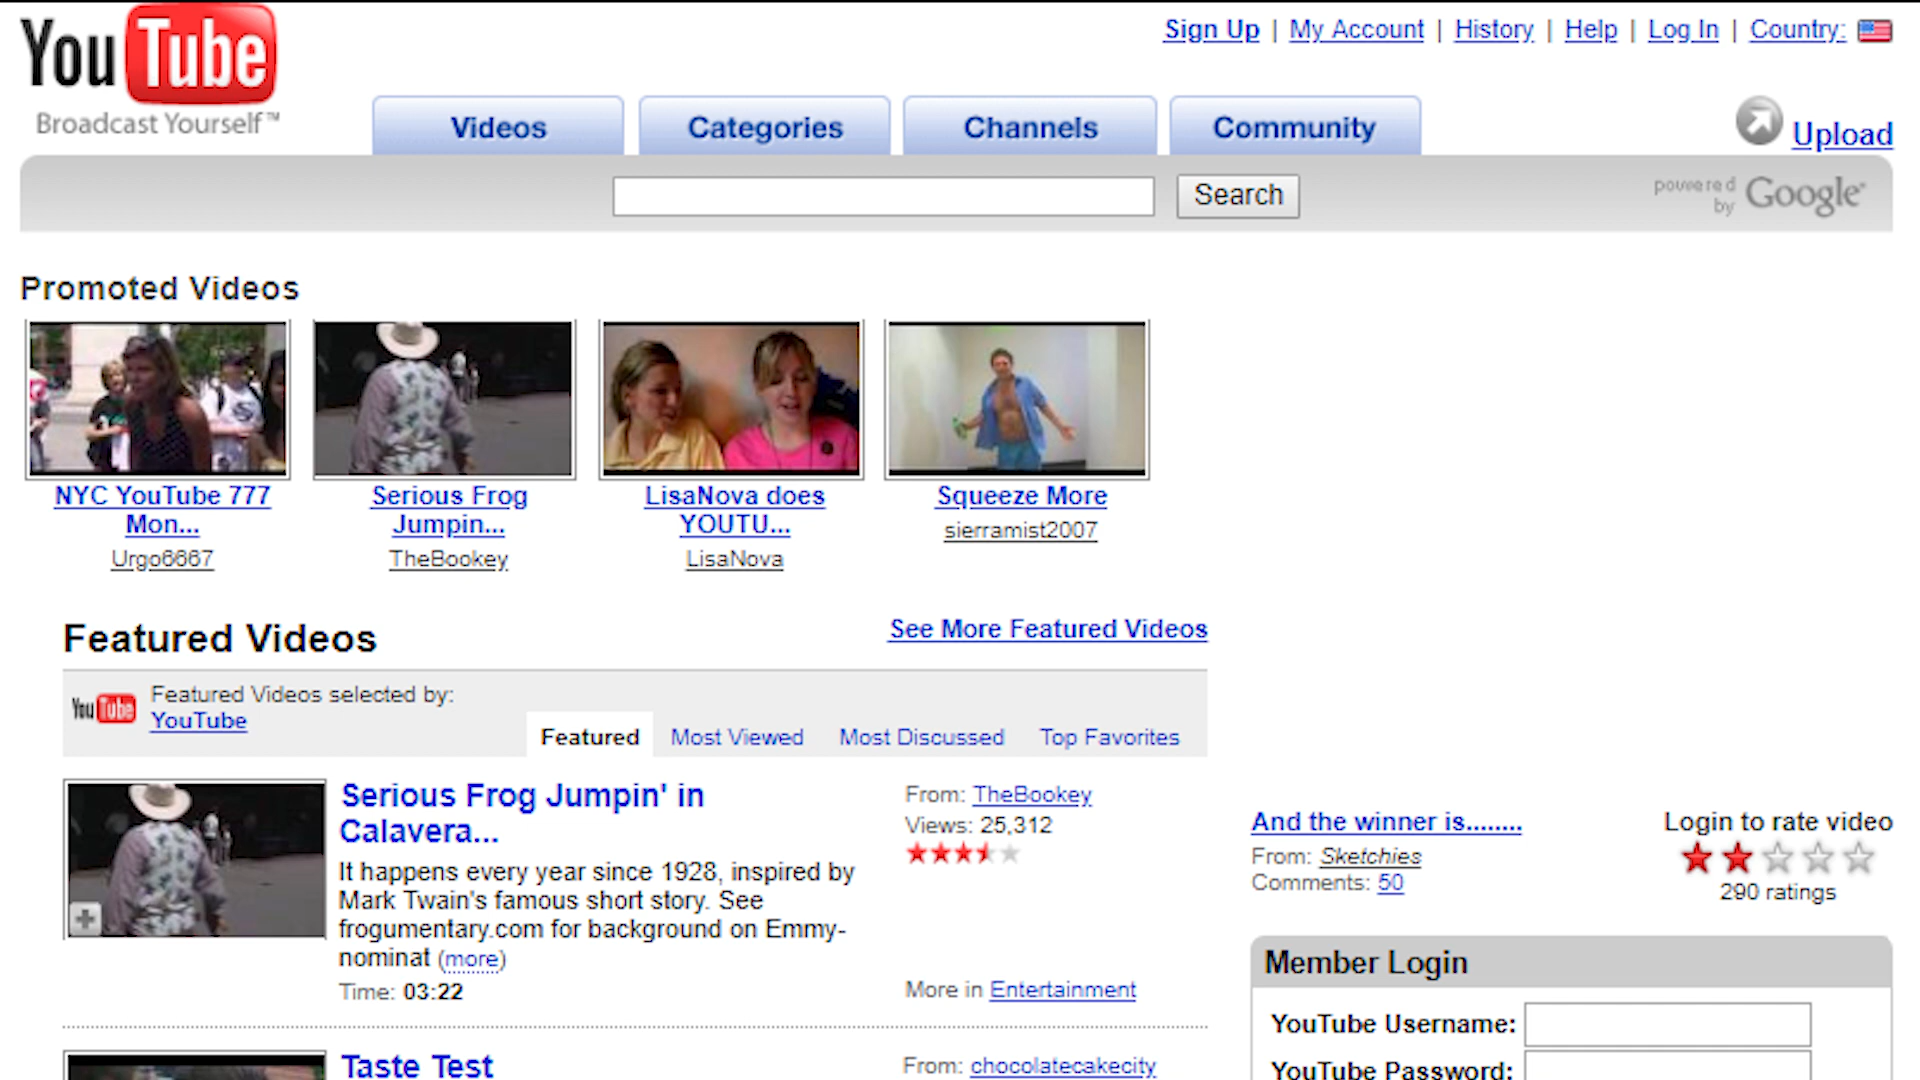 YouTube
Broadcast Yourself™
Sign Up | My Account | History | Help | Log In | Country:
Videos
Categories
Channels
Community
Upload
Search
powered by Google
Promoted Videos
NYC YouTube 777
Mon...
Urgo6667
Serious Frog
Jumpin...
TheBookey
LisaNova does
YOUTU...
LisaNova
Squeeze More
sierramist2007
Featured Videos
See More Featured Videos
YouTube
Featured Videos selected by:
YouTube
Featured
Most Viewed
Most Discussed
Top Favorites
Serious Frog Jumpin' in
Calavera...
It happens every year since 1928, inspired by
Mark Twain's famous short story. See
frogumentary.com for background on Emmy-
nominat (more)
Time: 03:22
From: TheBookey
Views: 25,312
More in Entertainment
Taste Test
From: chocolatecakecity
And the winner is........
From: Sketchies
Comments: 50
Login to rate video
290 ratings
Member Login
YouTube Username:
YouTube Password: